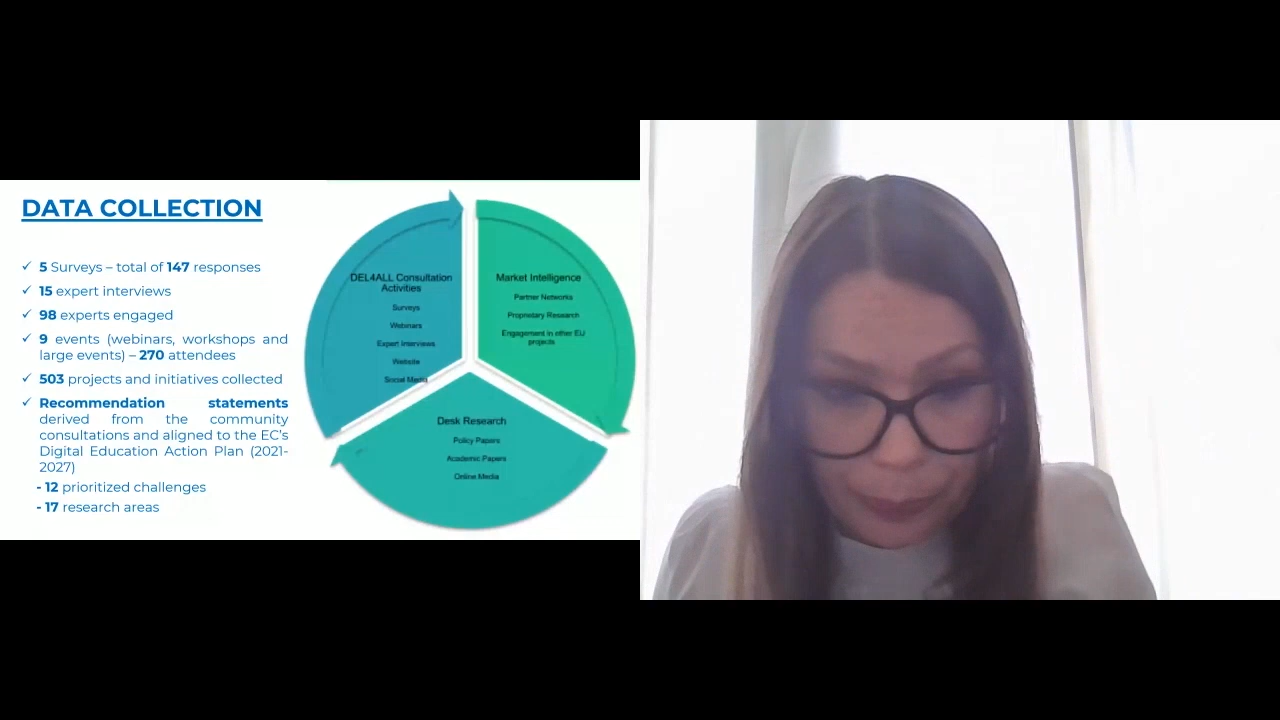 DATA COLLECTION
✓ 5 Surveys – total of 147 responses
✓ 15 expert interviews
✓ 98 experts engaged
✓ 9 events (webinars, workshops and
large events) – 270 attendees
✓ 503 projects and initiatives collected
✓ Recommendation statements
derived from the community
consultations and aligned to the EC's
Digital Education Action Plan (2021-
2027)
- 12 prioritized challenges
- 17 research areas
DEL4ALL Consultation
Activities
Surveys
Webinars
Expert Interviews
Website
Social Media
Market Intelligence
Partner Networks
Proprietary Research
Engagement in other EU
projects
Desk Research
Policy Papers
Academic Papers
Online Media